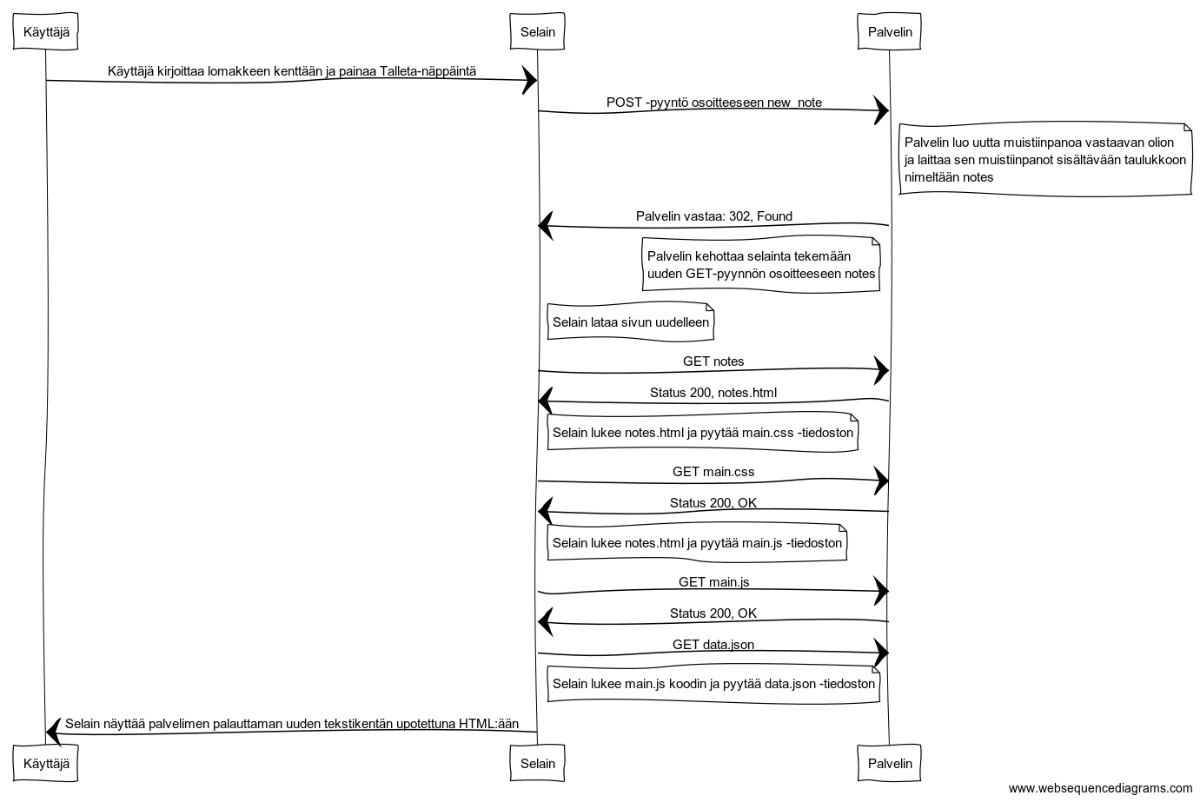 Käyttäjä
Selain
Palvelin
Käyttäjä kirjoittaa lomakkeen kenttään ja painaa Talleta-näppäintä
POST -pyyntö osoitteeseen new_note
Palvelin luo uutta muistiinpanoa vastaavan olion
ja laittaa sen muistiinpanot sisältävään taulukkoon
nimeltään notes
Palvelin vastaa: 302, Found
Palvelin kehottaa selainta tekemään
uuden GET-pyynnön osoitteeseen notes
Selain lataa sivun uudelleen
GET notes
Status 200, notes.html
Selain lukee notes.html ja pyytää main.css -tiedoston
GET main.css
Status 200, OK
Selain lukee notes.html ja pyytää main.js -tiedoston
GET main.js
Status 200, OK
GET data.json
Selain lukee main.js koodin ja pyytää data.json -tiedoston
Selain näyttää palvelimen palauttaman uuden tekstikentän upotettuna HTML:ään
Käyttäjä
Selain
Palvelin
www.websequencediagrams.com